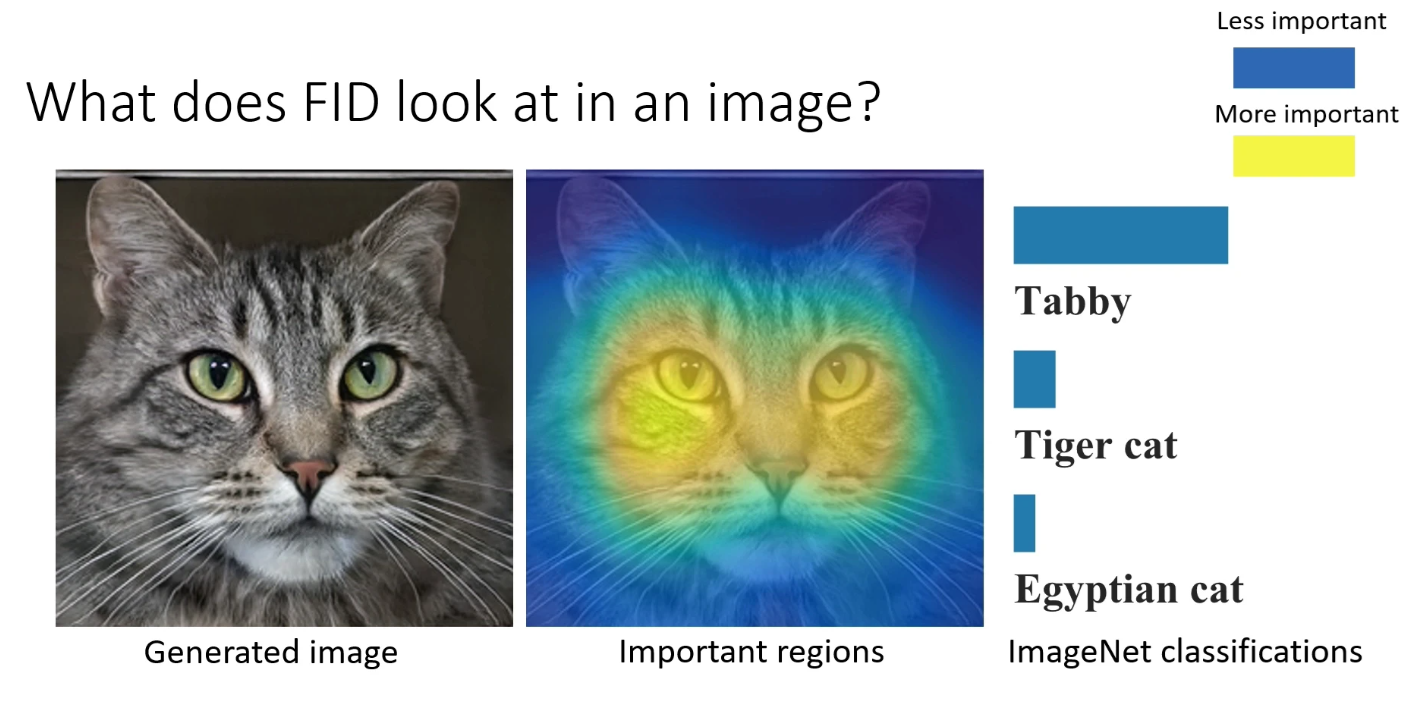 Less important
More important
What does FID look at in an image?
Tabby
Tiger cat
Egyptian cat
Generated image
Important regions
ImageNet classifications